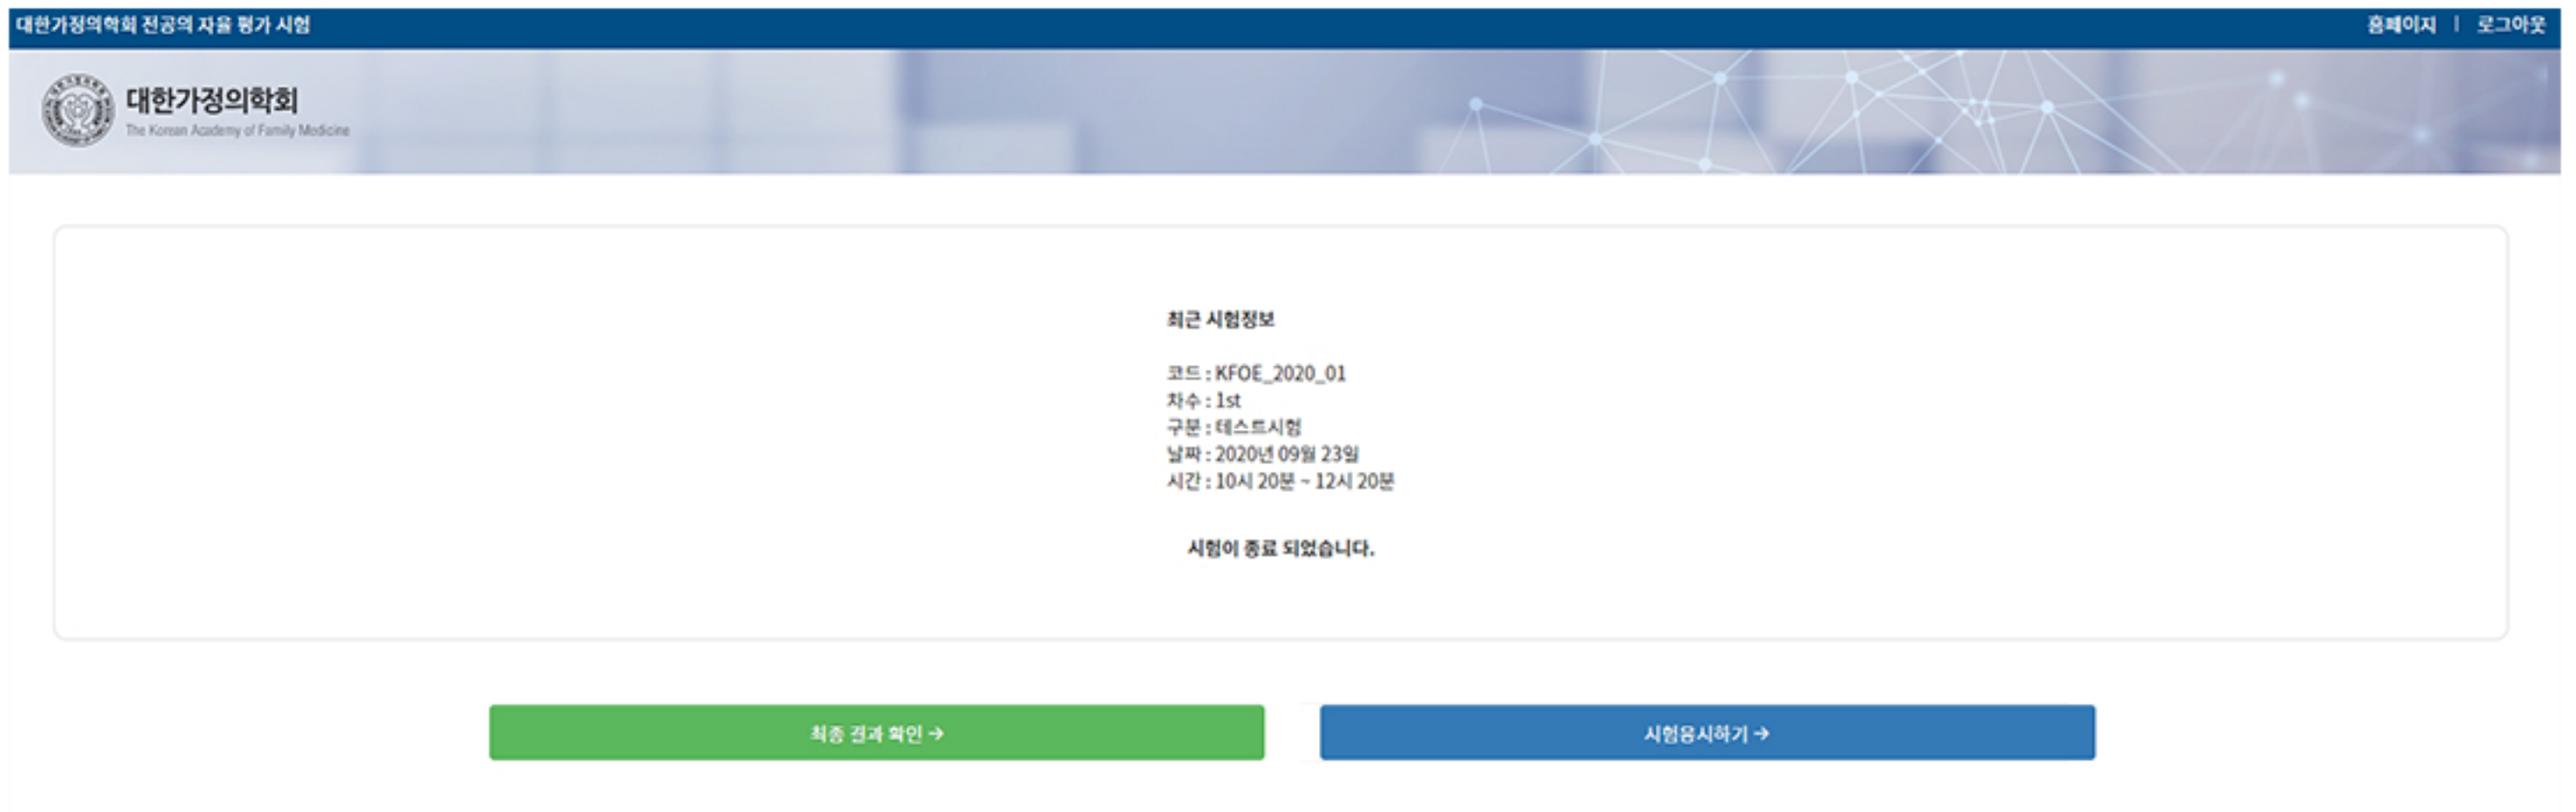 대한가정의학회 전공의 자율 평가 시험
홈페이지 | 로그아웃
대한가정의학회
The Korean Academy of Family Medicine
최근 시험정보
코드 : KFOE_2020_01
차수 : 1st
구분 : 테스트시험
날짜 : 2020년 09월 23일
시간 : 10시 20분 ~ 12시 20분
시험이 종료 되었습니다.
최종 결과 확인 →
시험응시하기 →